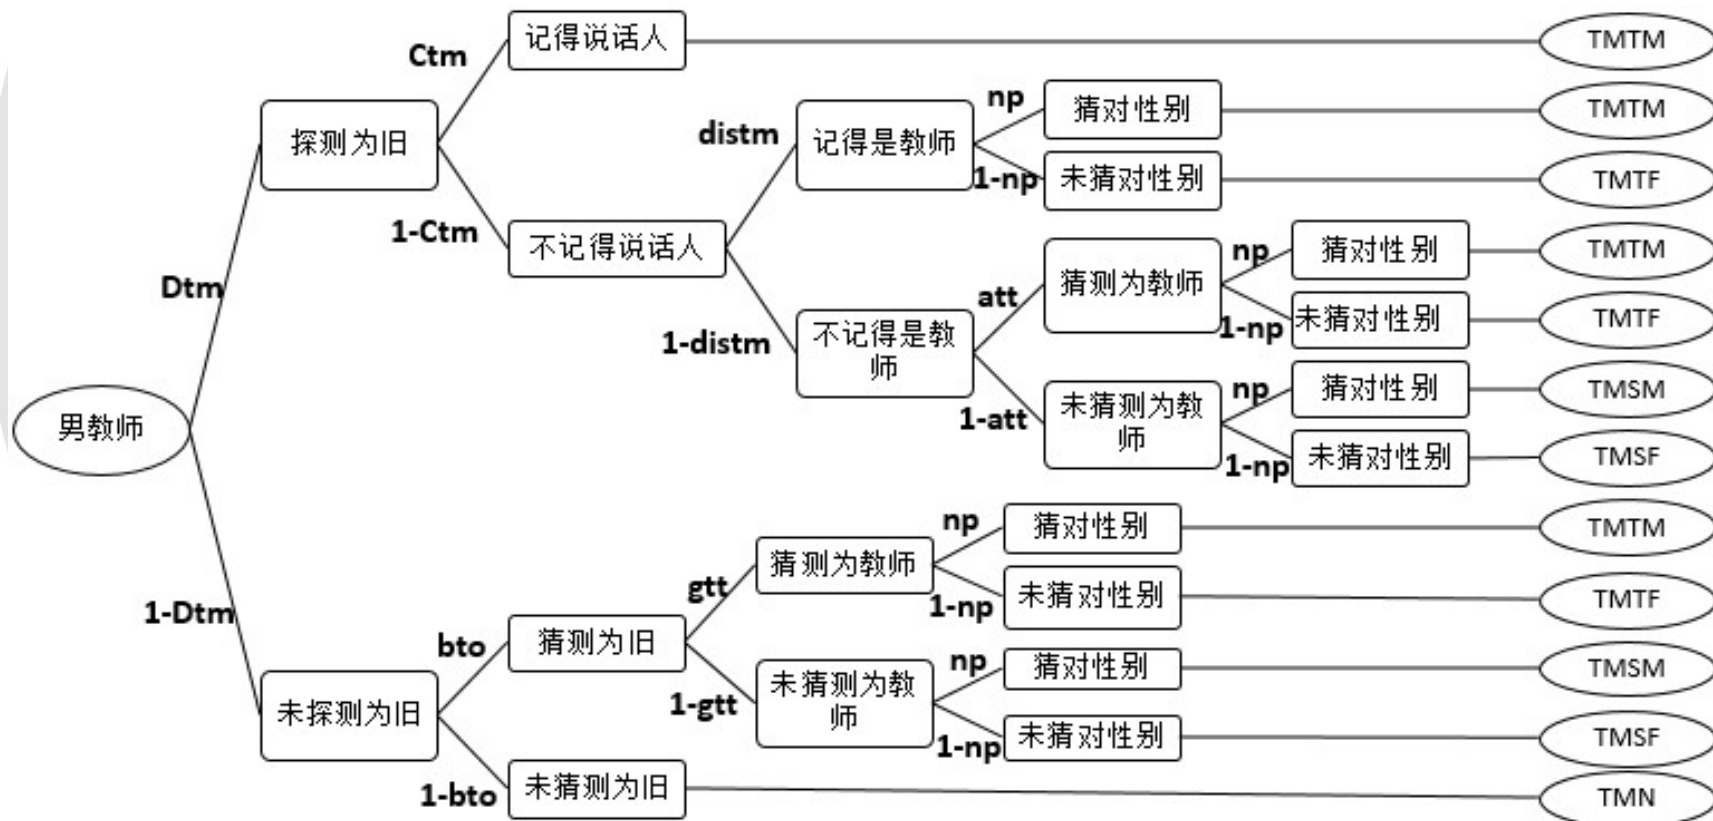 Ctm
记得说话人
TMTM
探测为旧
distm
记得是教师
np
猜对性别
TMTM
1-np
未猜对性别
TMTF
1-Ctm
不记得说话人
Dtm
1-distm
不记得是教
师
att
猜测为教师
np
猜对性别
TMTM
1-np
未猜对性别
TMTF
1-att
未猜测为教
师
np
猜对性别
TMSM
1-np
未猜对性别
TMSF
男教师
1-Dtm
未探测为旧
bto
猜测为旧
gtt
猜测为教师
np
猜对性别
TMTM
1-np
未猜对性别
TMTF
1-gtt
未猜测为教
师
np
猜对性别
TMSM
1-np
未猜对性别
TMSF
1-bto
未猜测为旧
TMN